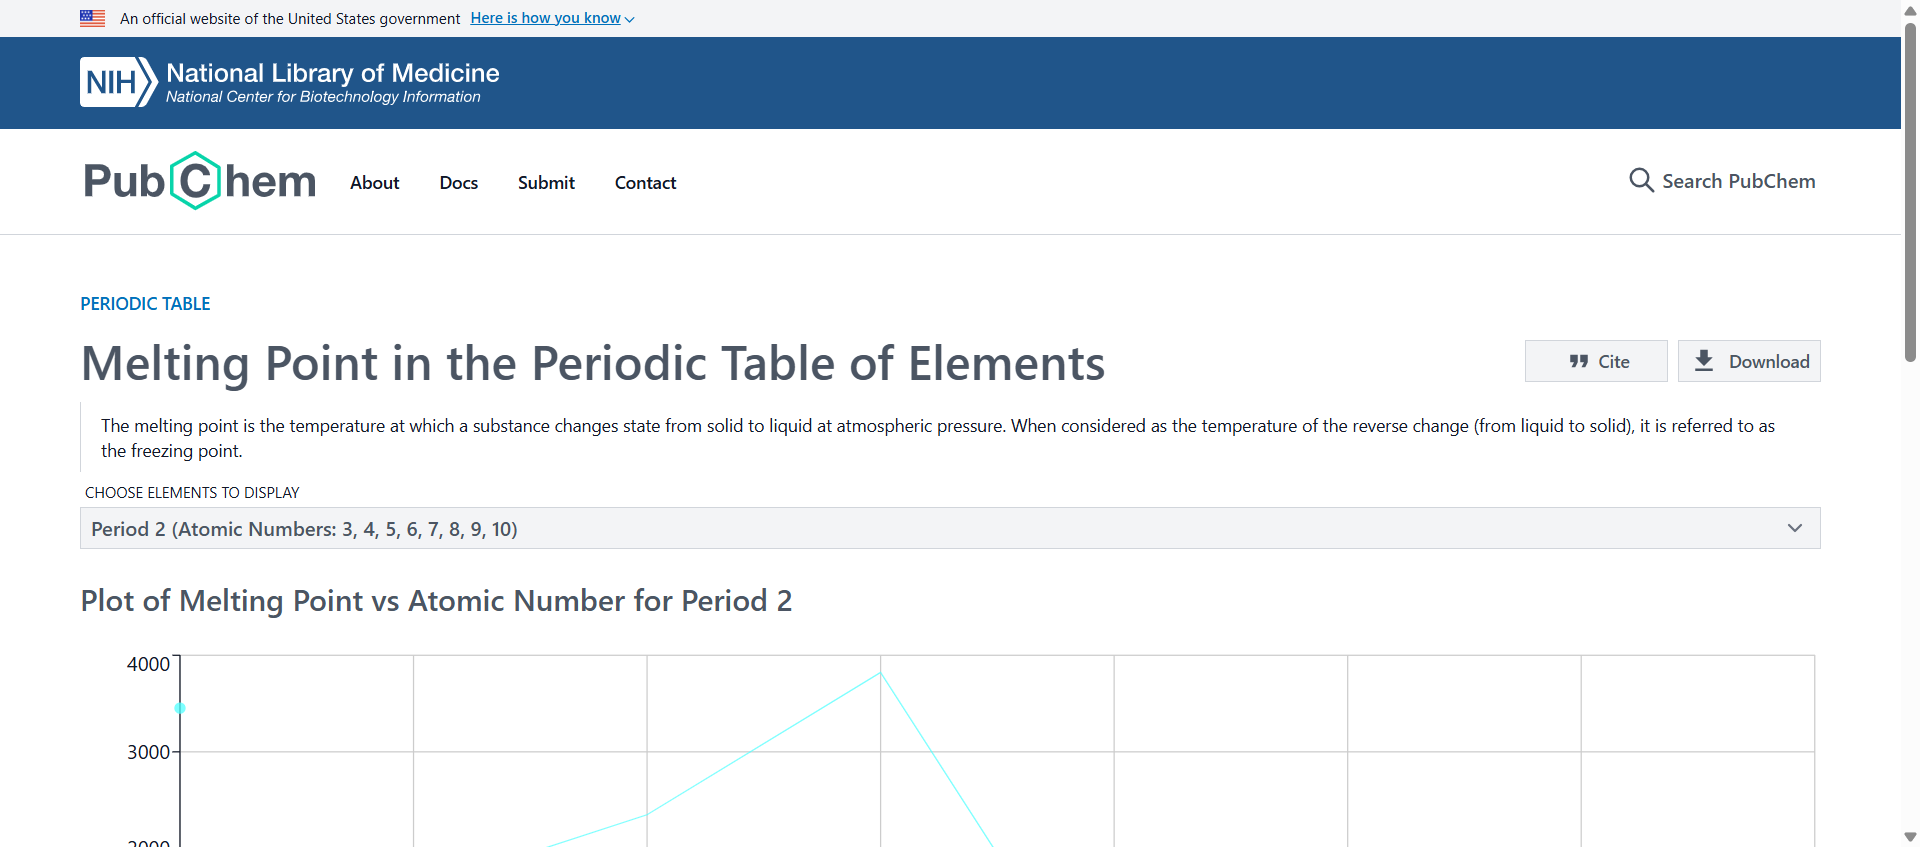 An official website of the United States government Here is how you know
NIH National Library of Medicine
National Center for Biotechnology Information
PubChem About Docs Submit Contact Search PubChem
PERIODIC TABLE
Melting Point in the Periodic Table of Elements
Cite Download
The melting point is the temperature at which a substance changes state from solid to liquid at atmospheric pressure. When considered as the temperature of the reverse change (from liquid to solid), it is referred to as
the freezing point.
CHOOSE ELEMENTS TO DISPLAY
Period 2 (Atomic Numbers: 3, 4, 5, 6, 7, 8, 9, 10)
Plot of Melting Point vs Atomic Number for Period 2
4000
3000
2000